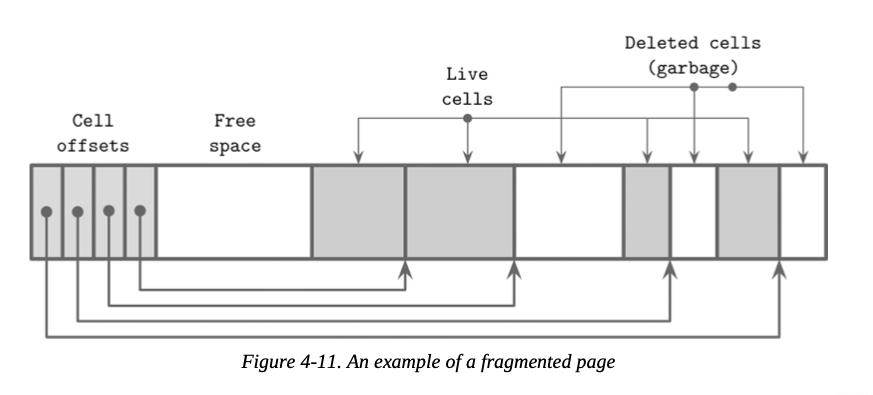 Deleted cells
(garbage)
Live
cells
Cell
offsets
Free
space
Figure 4-11. An example of a fragmented page